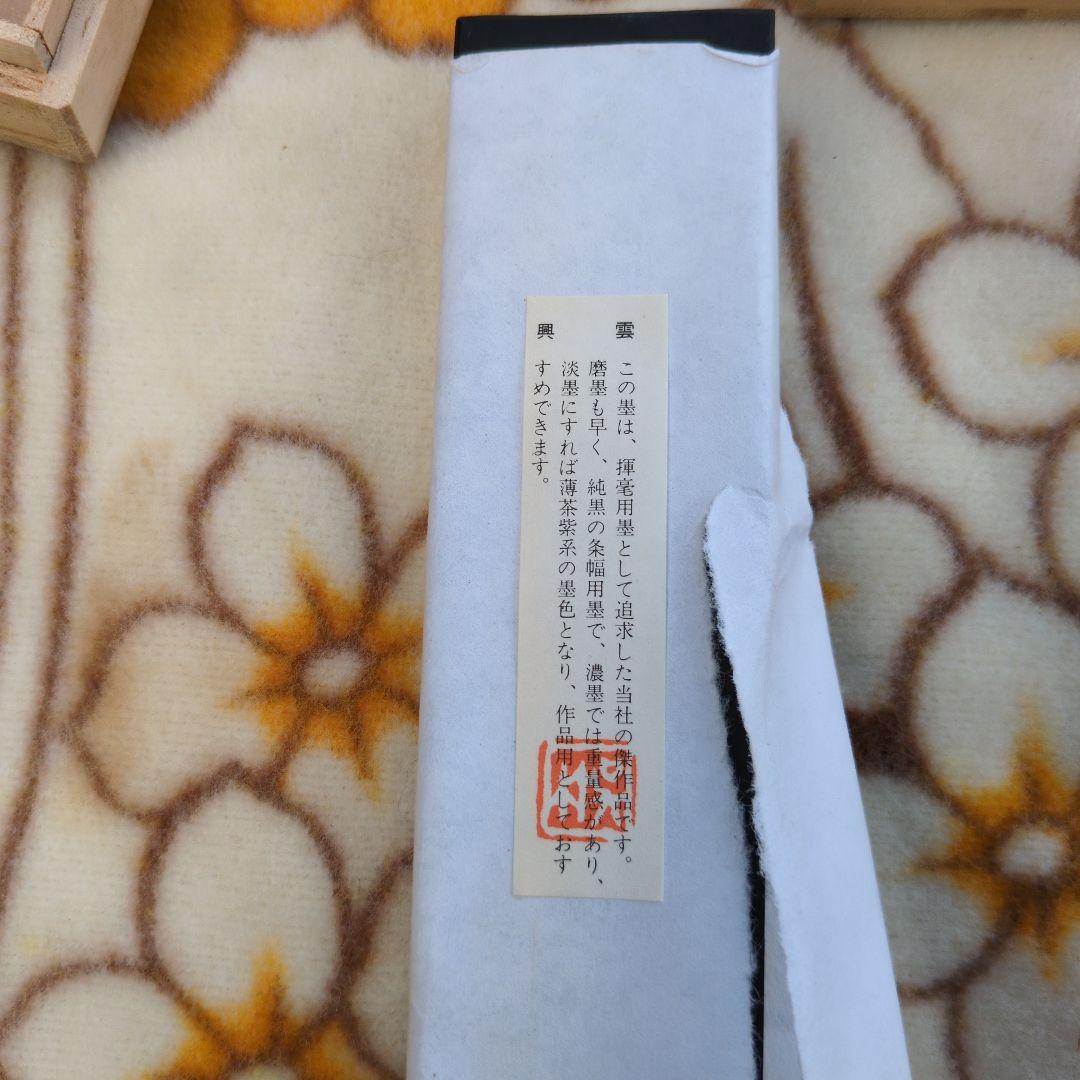 雲　興
この墨は、揮毫用墨として追求した当社の傑作品です。
磨墨も早く、純黒の条幅用墨で、濃墨では重量感があり、
淡墨にすれば薄茶紫系の墨色となり、作品用としておす
すめできます。